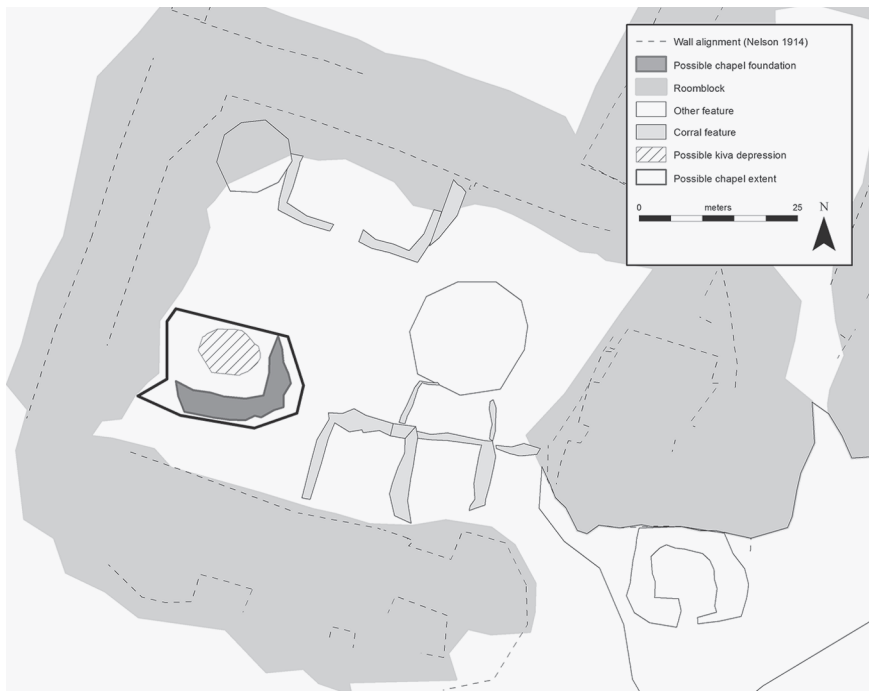 Wall alignment (Nelson 1914)
Possible chapel foundation
Roomblock
Other feature
Corral feature
Possible kiva depression
Possible chapel extent
0 meters 25
N